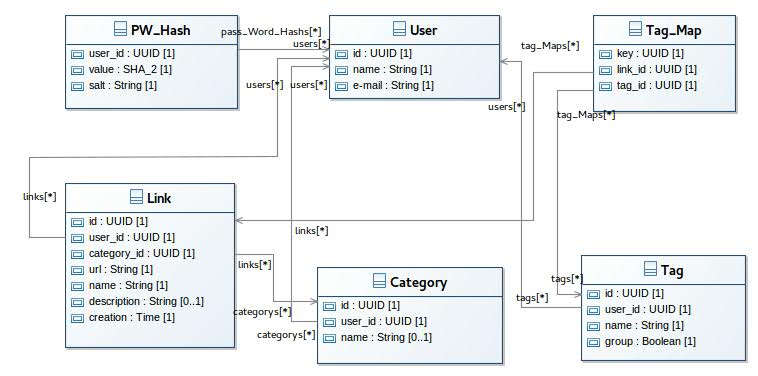 PW_Hash
user_id : UUID [1]
value : SHA_2 [1]
salt : String [1]
pass_Word_Hashs[*]
users[*]
User
id : UUID [1]
name : String [1]
e-mail : String [1]
tag_Maps[*]
Tag_Map
key : UUID [1]
link_id : UUID [1]
tag_id : UUID [1]
users[*]
users[*]
users[*]
tag_Maps[*]
links[*]
Link
id : UUID [1]
user_id : UUID [1]
category_id : UUID [1]
url : String [1]
name : String [1]
description : String [0..1]
creation : Time [1]
links[*]
links[*]
categorys[*]
categorys[*]
Category
id : UUID [1]
user_id : UUID [1]
name : String [0..1]
tags[*]
tags[*]
Tag
id : UUID [1]
user_id : UUID [1]
name : String [1]
group : Boolean [1]